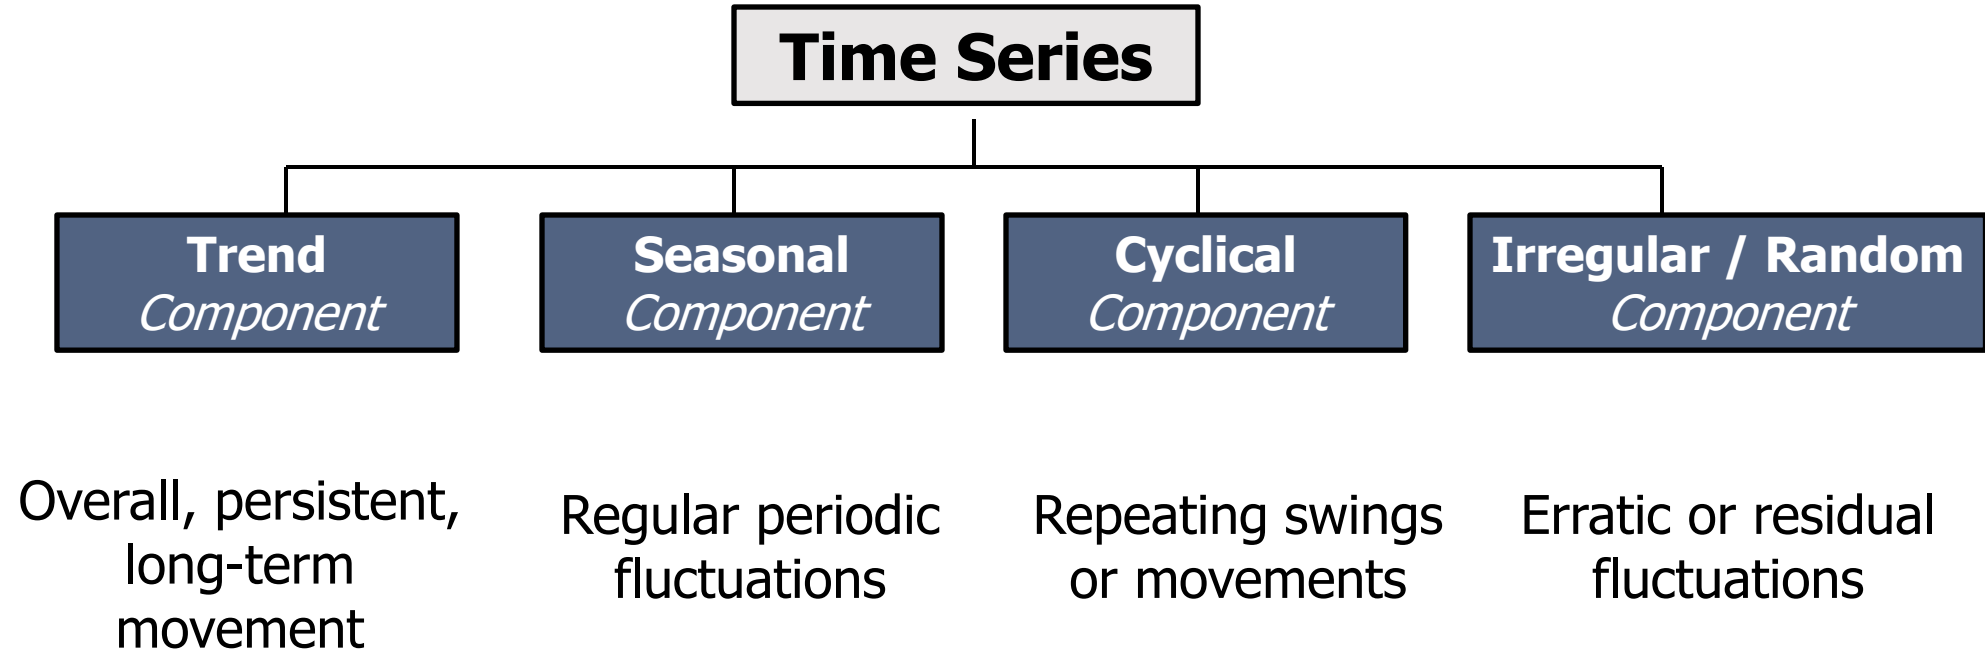 Time Series
Trend
Component
Seasonal
Component
Cyclical
Component
Irregular / Random
Component
Overall, persistent,
long-term
movement
Regular periodic
fluctuations
Repeating swings
or movements
Erratic or residual
fluctuations